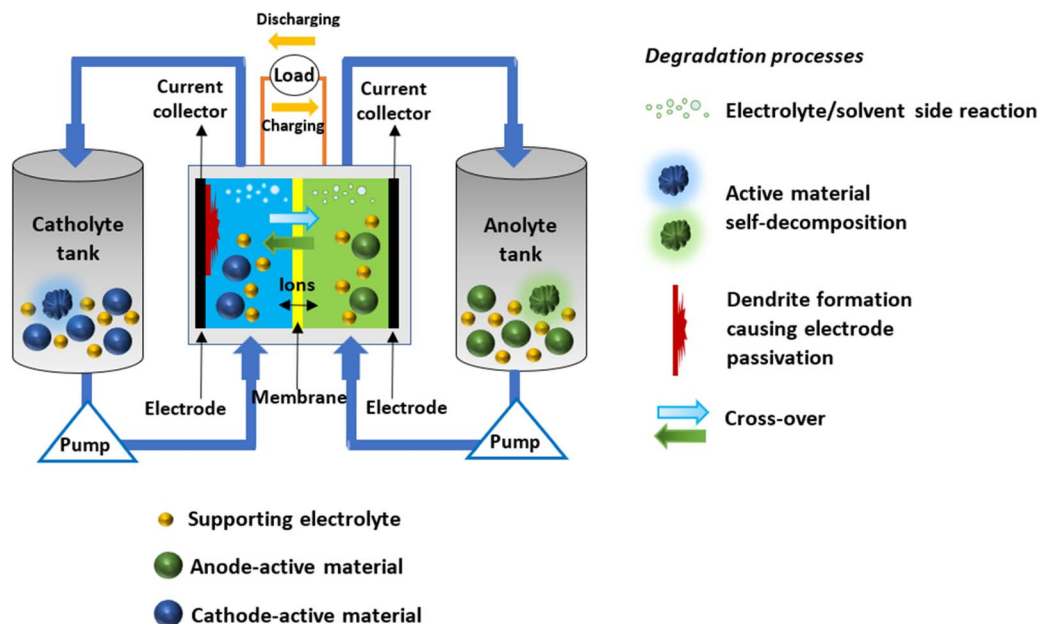 Discharging
Load
Charging
Current
collector
Current
collector
Catholyte
tank
Anolyte
tank
Ions
Electrode
Membrane
Electrode
Pump
Pump
Supporting electrolyte
Anode-active material
Cathode-active material
Degradation processes
Electrolyte/solvent side reaction
Active material
self-decomposition
Dendrite formation
causing electrode
passivation
Cross-over